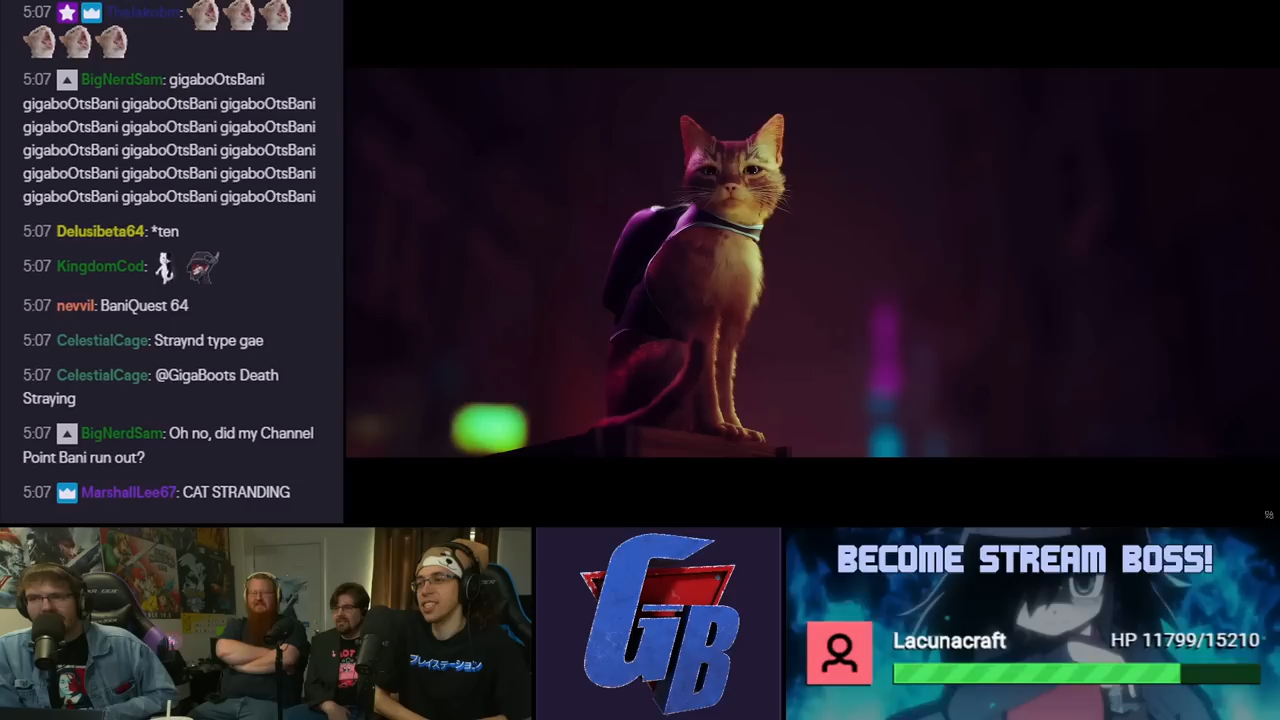 5:07 TheJakobm:
5:07 BigNerdSam: gigaboOtsBani
gigaboOtsBani gigaboOtsBani gigaboOtsBani
gigaboOtsBani gigaboOtsBani gigaboOtsBani
gigaboOtsBani gigaboOtsBani gigaboOtsBani
gigaboOtsBani gigaboOtsBani gigaboOtsBani
gigaboOtsBani gigaboOtsBani gigaboOtsBani
5:07 Delusibeta64: *ten
5:07 KingdomCod:
5:07 nevvil: BaniQuest 64
5:07 CelestialCage: Straynd type gae
5:07 CelestialCage: @GigaBoots Death
Straying
5:07 BigNerdSam: Oh no, did my Channel
Point Bani run out?
5:07 MarshallLee67: CAT STRANDING
プレイステーション
GB
BECOME STREAM BOSS!
Lacunacraft HP 11799/15210